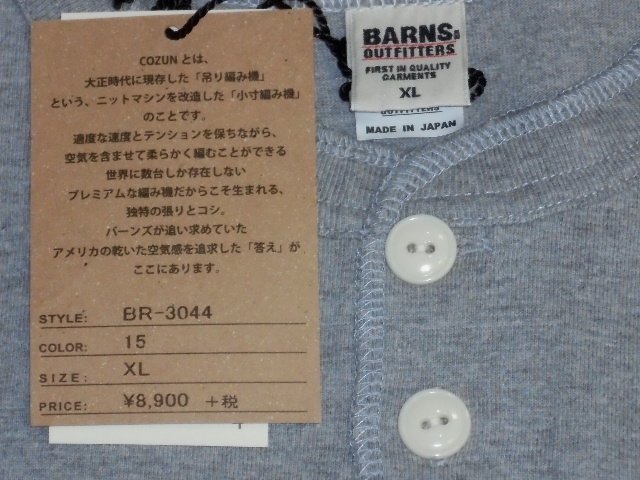 COZUN とは、
大正時代に現存した「吊り編み機」
という、ニットマシンを改造した「小寸編み機」
のことです。
適度な速度とテンションを保ちながら、
空気を含ませて柔らかく編むことができる
世界に数台しか存在しない
プレミアムな編み機だからこそ生まれる、
独特の張りとコシ。
バーンズが追い求めていた
アメリカの乾いた空気感を追求した「答え」が
ここにあります。
STYLE: BR-3044
COLOR: 15
SIZE: XL
PRICE: ¥8,900 +税
BARNS
OUTFITTERS
FIRST IN QUALITY
GARMENTS
XL
OUTFITTERS
MADE IN JAPAN